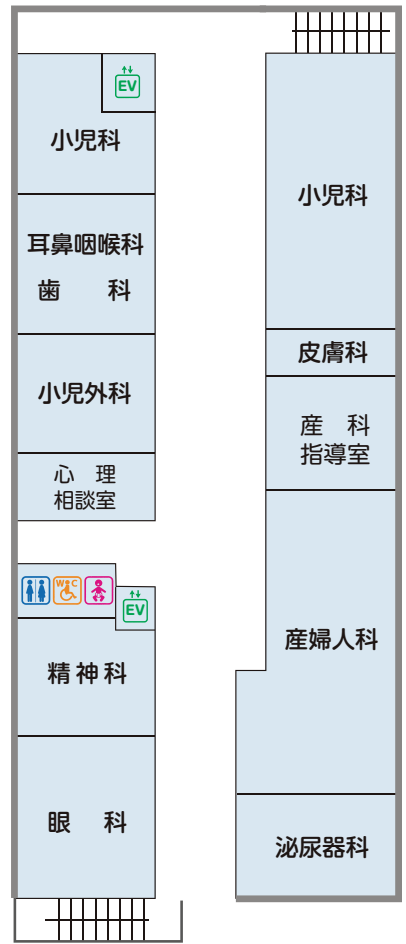 EV
小児科
耳鼻咽喉科
歯 科
小児外科
心 理
相談室
W C
EV
精神科
眼 科
小児科
皮膚科
産 科
指導室
産婦人科
泌尿器科